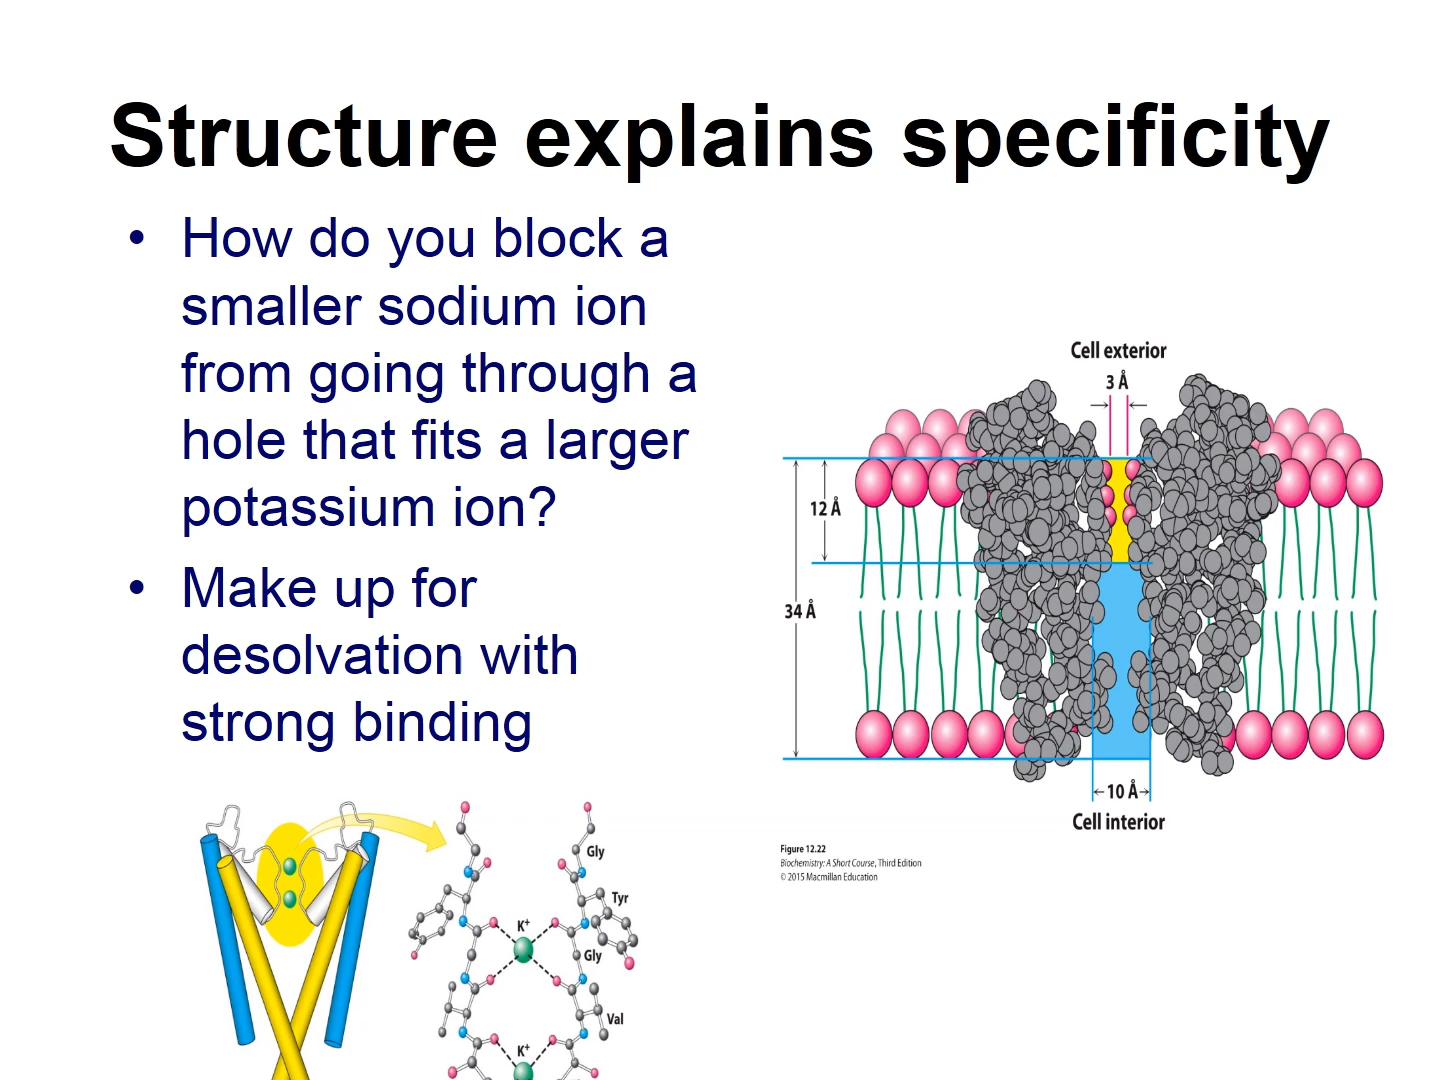 Structure explains specificity
• How do you block a
smaller sodium ion
from going through a
hole that fits a larger
potassium ion?
• Make up for
desolvation with
strong binding
Cell exterior
3 Å
12 Å
34 Å
10 Å
Cell interior
Figure 12.22
Biochemistry: A Short Course, Third Edition
© 2015 Macmillan Education
Gly
Tyr
K⁺
Gly
Val
K⁺